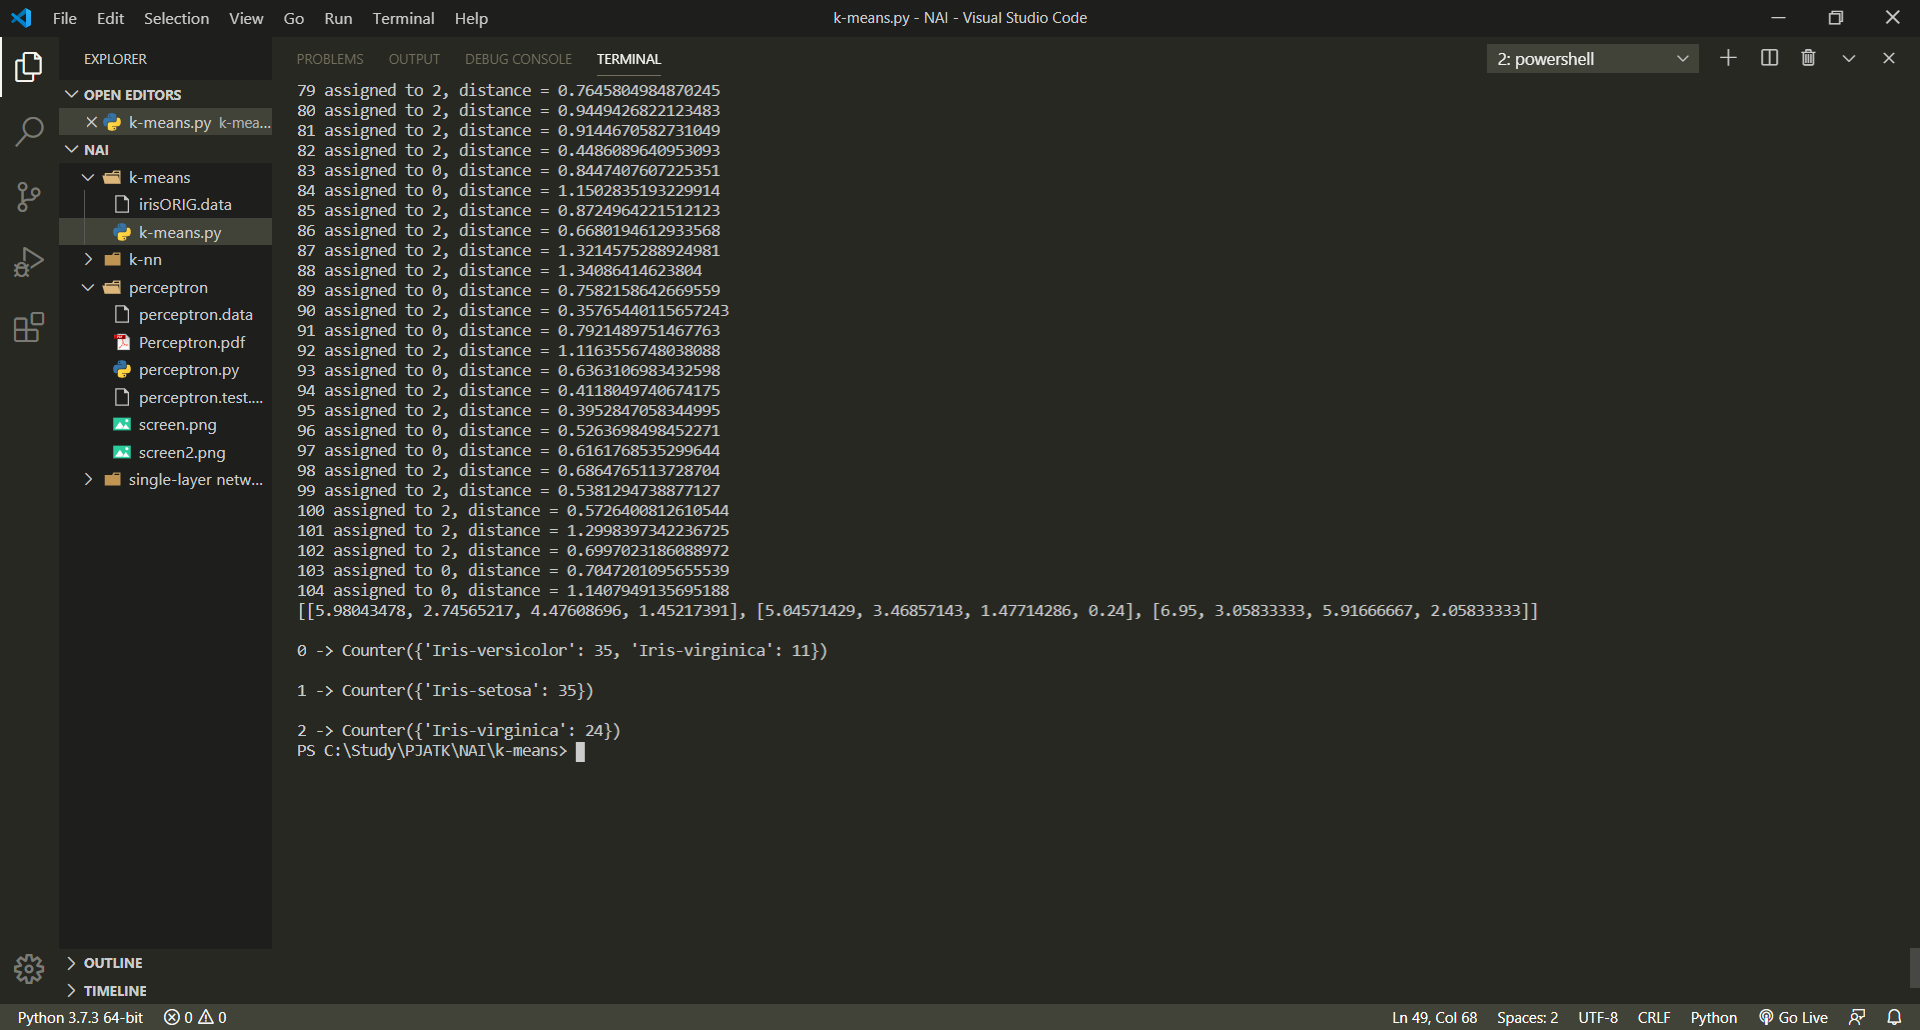 File Edit Selection View Go Run Terminal Help
k-means.py - NAI - Visual Studio Code
EXPLORER
OPEN EDITORS
k-means.py k-mea...
NAI
k-means
irisORIG.data
k-means.py
k-nn
perceptron
perceptron.data
Perceptron.pdf
perceptron.py
perceptron.test....
screen.png
screen2.png
single-layer netw...
OUTLINE
TIMELINE
PROBLEMS OUTPUT DEBUG CONSOLE TERMINAL
2: powershell
79 assigned to 2, distance = 0.7645804984870245
80 assigned to 2, distance = 0.9449426822123483
81 assigned to 2, distance = 0.9144670582731049
82 assigned to 2, distance = 0.4486089640953093
83 assigned to 0, distance = 0.8447407607225351
84 assigned to 0, distance = 1.1502835193229914
85 assigned to 2, distance = 0.8724964221512123
86 assigned to 2, distance = 0.6680194612933568
87 assigned to 2, distance = 1.3214575288924981
88 assigned to 2, distance = 1.34086414623804
89 assigned to 0, distance = 0.7582158642669559
90 assigned to 2, distance = 0.35765440115657243
91 assigned to 0, distance = 0.7921489751467763
92 assigned to 2, distance = 1.1163556748038088
93 assigned to 0, distance = 0.6363106983432598
94 assigned to 2, distance = 0.4118049740674175
95 assigned to 2, distance = 0.3952847058344995
96 assigned to 0, distance = 0.5263698498452271
97 assigned to 0, distance = 0.6161768535299644
98 assigned to 2, distance = 0.6864765113728704
99 assigned to 2, distance = 0.5381294738877127
100 assigned to 2, distance = 0.5726400812610544
101 assigned to 2, distance = 1.2998397342236725
102 assigned to 2, distance = 0.6997023186088972
103 assigned to 0, distance = 0.7047201095655539
104 assigned to 0, distance = 1.1407949135695188
[[5.98043478, 2.74565217, 4.47608696, 1.45217391], [5.04571429, 3.46857143, 1.47714286, 0.24], [6.95, 3.05833333, 5.91666667, 2.05833333]]
0 -> Counter({'Iris-versicolor': 35, 'Iris-virginica': 11})
1 -> Counter({'Iris-setosa': 35})
2 -> Counter({'Iris-virginica': 24})
PS C:\Study\PJATK\NAI\k-means>
Python 3.7.3 64-bit 0 0 Ln 49, Col 68 Spaces: 2 UTF-8 CRLF Python Go Live